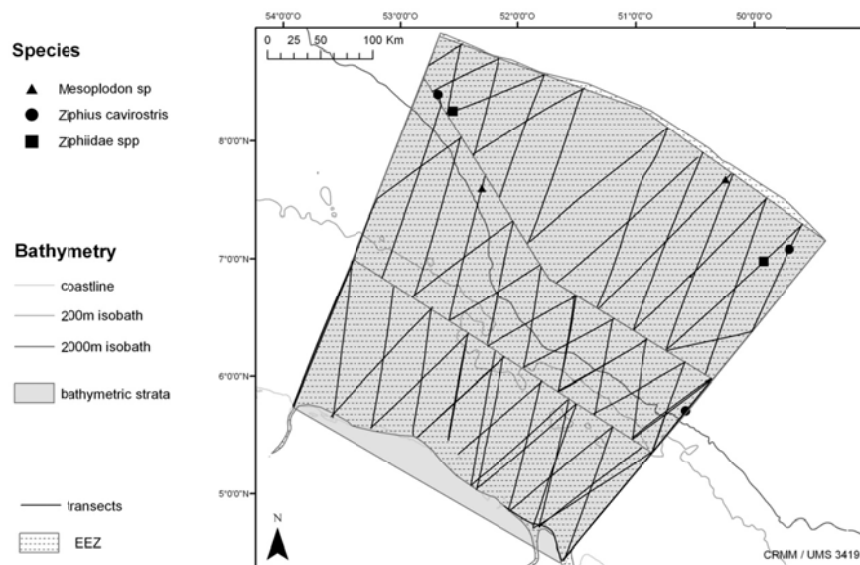 54°0'0"O 53°0'0"O 52°0'0"O 51°0'0"O 50°0'0"O
0 25 50 100 Km
Species
Mesoplodon sp
Ziphius cavirostris
Ziphiidae spp
8°0'0"N
7°0'0"N
Bathymetry
coastline
200m isobath
2000m isobath
6°0'0"N
bathymetric strata
5°0'0"N
transects
N
EEZ
CRMM / UMS 3419